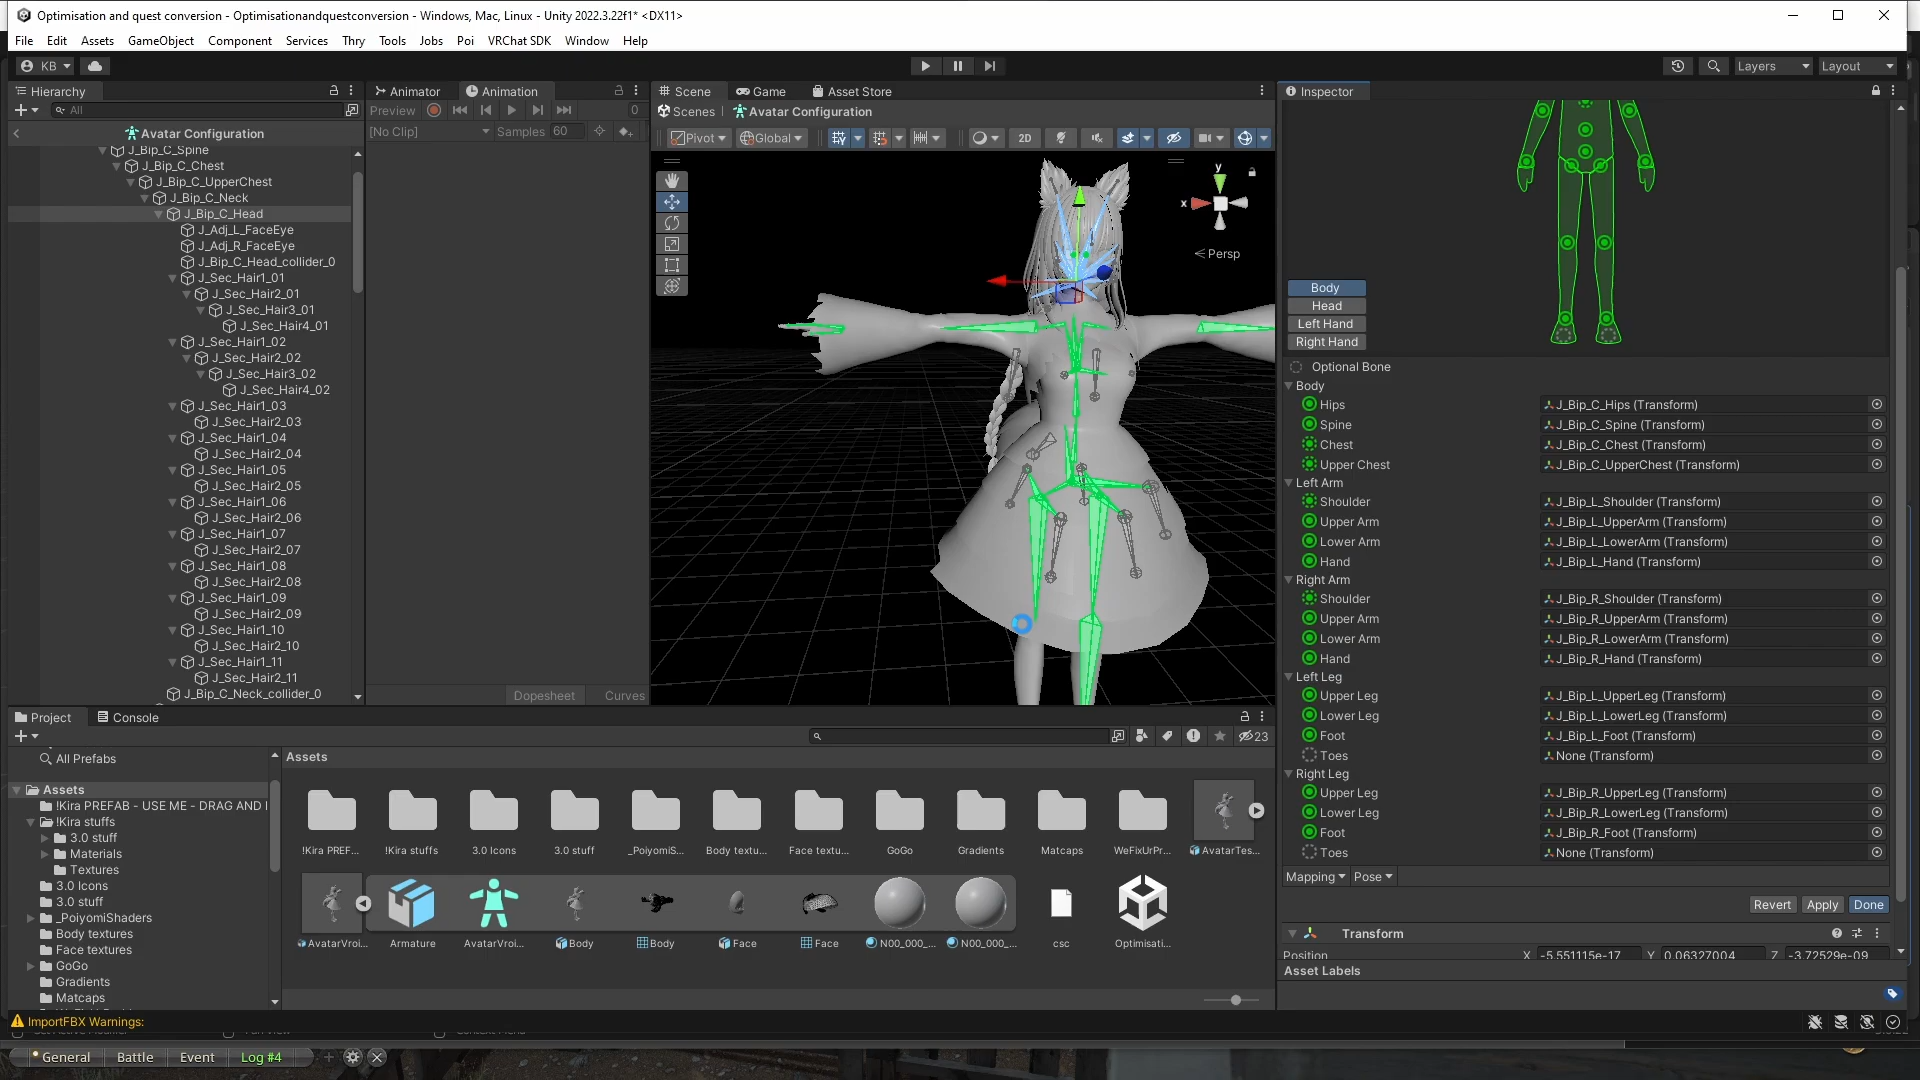 Optimisation and quest conversion - Optimisationandquestconversion - Windows, Mac, Linux - Unity 2022.3.22f1* <DX11>
File Edit Assets GameObject Component Services Thry Tools Jobs Poi VRChat SDK Window Help
KB Layers Layout
Hierarchy
All
Avatar Configuration
J_Bip_C_Spine
J_Bip_C_Chest
J_Bip_C_UpperChest
J_Bip_C_Neck
J_Bip_C_Head
J_Adj_L_FaceEye
J_Adj_R_FaceEye
J_Bip_C_Head_collider_0
J_Sec_Hair1_01
J_Sec_Hair2_01
J_Sec_Hair3_01
J_Sec_Hair4_01
J_Sec_Hair1_02
J_Sec_Hair2_02
J_Sec_Hair3_02
J_Sec_Hair4_02
J_Sec_Hair1_03
J_Sec_Hair2_03
J_Sec_Hair1_04
J_Sec_Hair2_04
J_Sec_Hair1_05
J_Sec_Hair2_05
J_Sec_Hair1_06
J_Sec_Hair2_06
J_Sec_Hair1_07
J_Sec_Hair2_07
J_Sec_Hair1_08
J_Sec_Hair2_08
J_Sec_Hair1_09
J_Sec_Hair2_09
J_Sec_Hair1_10
J_Sec_Hair2_10
J_Sec_Hair1_11
J_Sec_Hair2_11
J_Bip_C_Neck_collider_0
Animator Animation
Preview 0
[No Clip] Samples 60
Dopesheet Curves
Scene Game Asset Store
Scenes Avatar Configuration
Pivot Global 2D
y
x
Persp
Inspector
Body
Head
Left Hand
Right Hand
Optional Bone
Body
Hips J_Bip_C_Hips (Transform)
Spine J_Bip_C_Spine (Transform)
Chest J_Bip_C_Chest (Transform)
Upper Chest J_Bip_C_UpperChest (Transform)
Left Arm
Shoulder J_Bip_L_Shoulder (Transform)
Upper Arm J_Bip_L_UpperArm (Transform)
Lower Arm J_Bip_L_LowerArm (Transform)
Hand J_Bip_L_Hand (Transform)
Right Arm
Shoulder J_Bip_R_Shoulder (Transform)
Upper Arm J_Bip_R_UpperArm (Transform)
Lower Arm J_Bip_R_LowerArm (Transform)
Hand J_Bip_R_Hand (Transform)
Left Leg
Upper Leg J_Bip_L_UpperLeg (Transform)
Lower Leg J_Bip_L_LowerLeg (Transform)
Foot J_Bip_L_Foot (Transform)
Toes None (Transform)
Right Leg
Upper Leg J_Bip_R_UpperLeg (Transform)
Lower Leg J_Bip_R_LowerLeg (Transform)
Foot J_Bip_R_Foot (Transform)
Toes None (Transform)
Mapping Pose
Revert Apply Done
Transform
Position X -5.551115e-17 Y 0.06327004 Z -3.72529e-09
Asset Labels
Project Console
23
All Prefabs
Assets
!Kira PREFAB - USE ME - DRAG AND
!Kira stuffs
3.0 stuff
Materials
Textures
3.0 Icons
3.0 stuff
_PoiyomiShaders
Body textures
Face textures
GoGo
Gradients
Matcaps
Assets
!Kira PREF... !Kira stuffs 3.0 Icons 3.0 stuff _PoiyomiS... Body textu... Face textu... GoGo Gradients Matcaps WeFixUrPr... AvatarTes...
AvatarVroi... Armature AvatarVroi... Body Body Face Face N00_000_... N00_000_... csc Optimisati...
ImportFBX Warnings:
General Battle Event Log #4